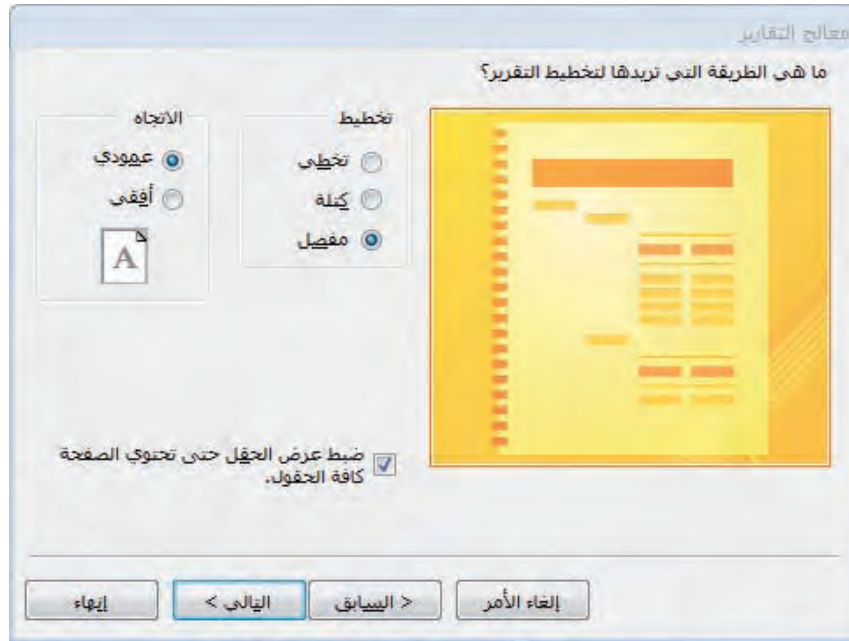 معالج التقارير
ما هي الطريقة التي تريدها لتخطيط التقرير؟
تخطيط
تخطي
كتلة
مفصل
الاتجاه
عمودي
أفقي
A
ضبط عرض الحقل حتى تحتوي الصفحة
كافة الحقول.
إلغاء الأمر
< السابق
التالي >
إنهاء